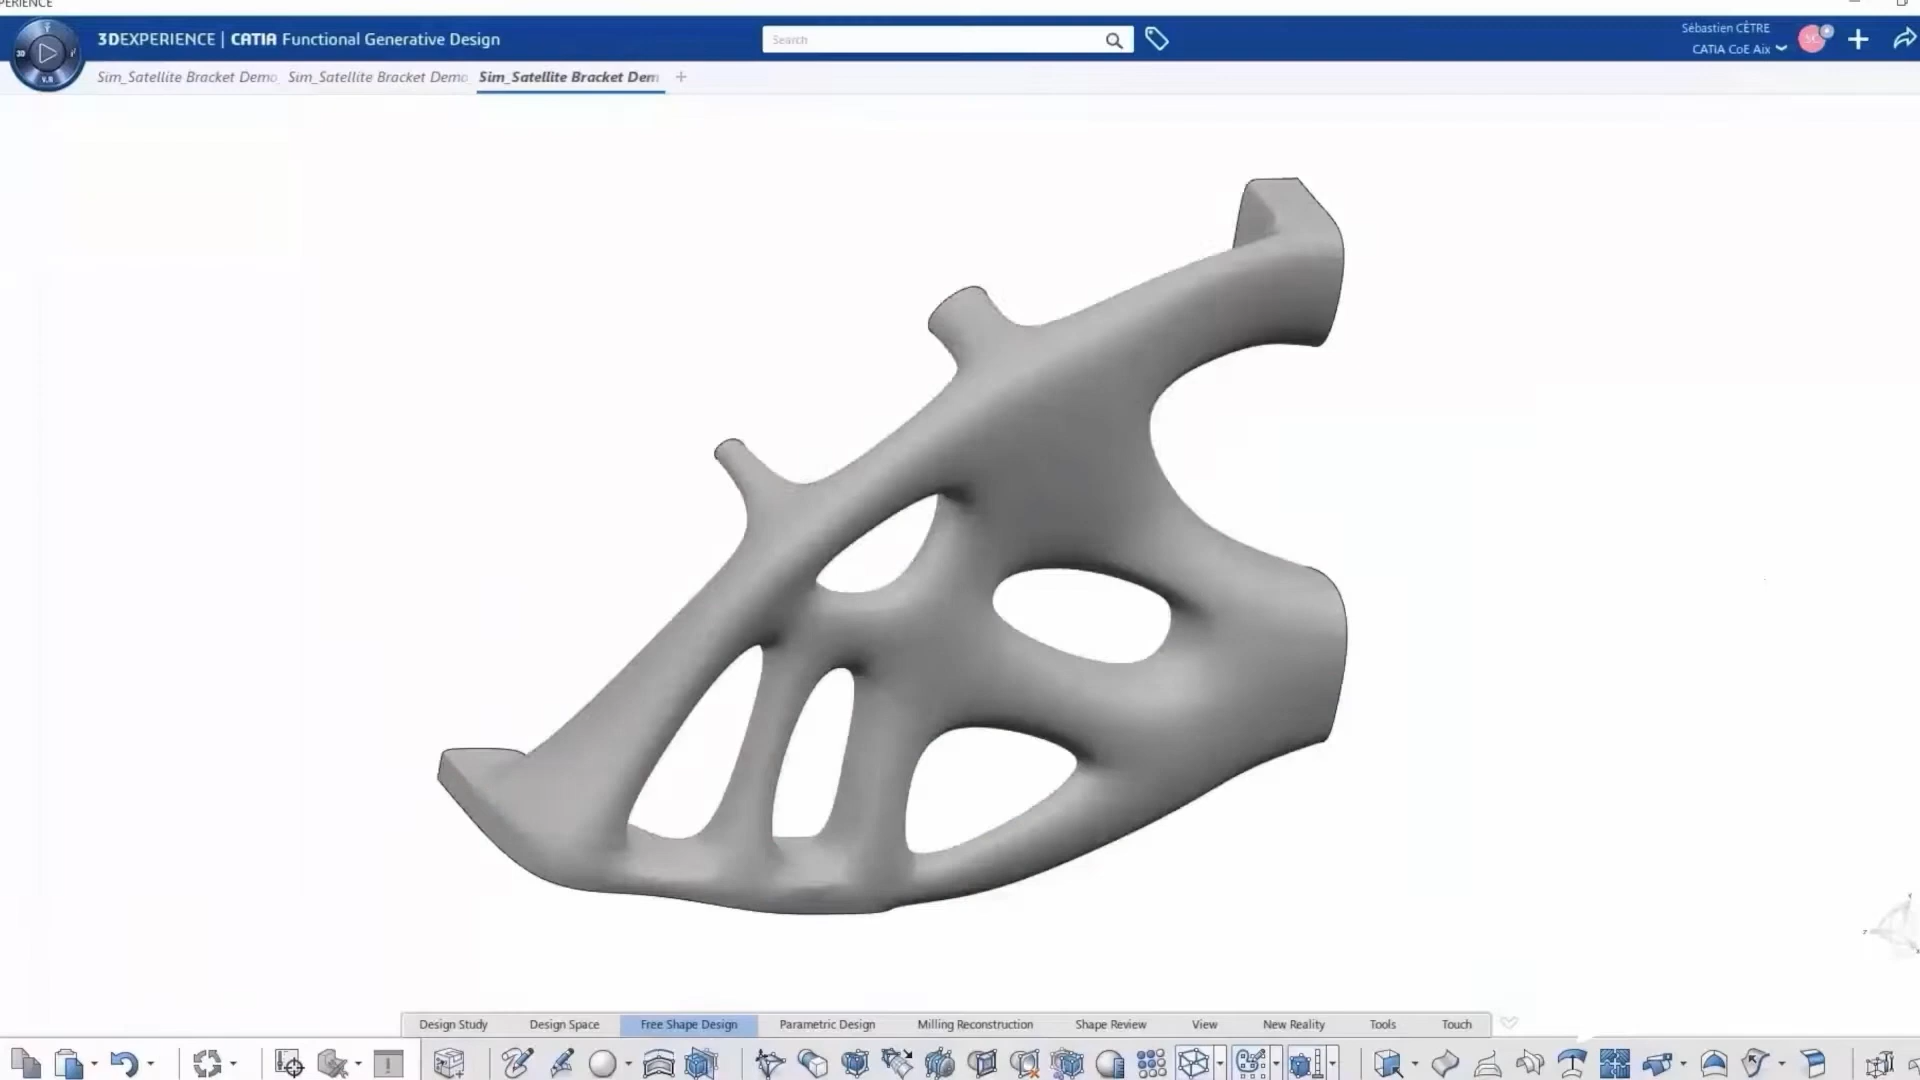 PERIENCE
3DEXPERIENCE | CATIA Functional Generative Design
Search
Sébastien CÈTRE
CATIA CoE Aix
Sim_Satellite Bracket Demo
Sim_Satellite Bracket Demo
Sim_Satellite Bracket Dem
3D
V.R
Design Study
Design Space
Free Shape Design
Parametric Design
Milling Reconstruction
Shape Review
View
New Reality
Tools
Touch